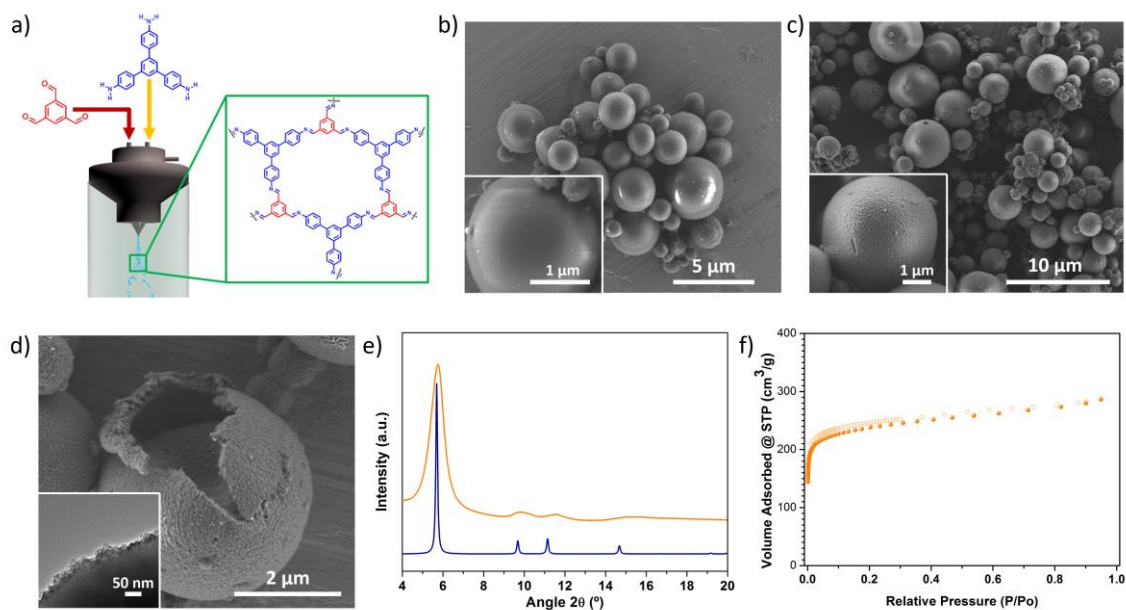 a)
H
H
N
N
H
H
N
H
H
O
O
O
N
N
N
N
N
N
N
N
N
N
N
N
b)
1 µm
5 µm
c)
1 µm
10 µm
d)
50 nm
2 µm
e)
Intensity (a.u.)
4
6
8
10
12
14
16
18
20
Angle 2θ (º)
f)
Volume Adsorbed @ STP (cm³/g)
400
300
200
100
0
0.0
0.2
0.4
0.6
0.8
1.0
Relative Pressure (P/Po)